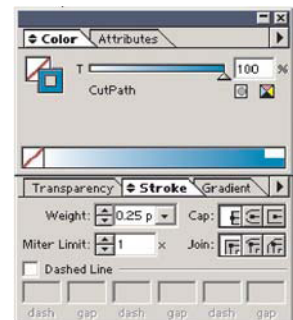 Color Attributes
T 100 %
CutPath
Transparency Stroke Gradient
Weight: 0.25 p Cap:
Miter Limit: 1 x Join:
Dashed Line
dash gap dash gap dash gap